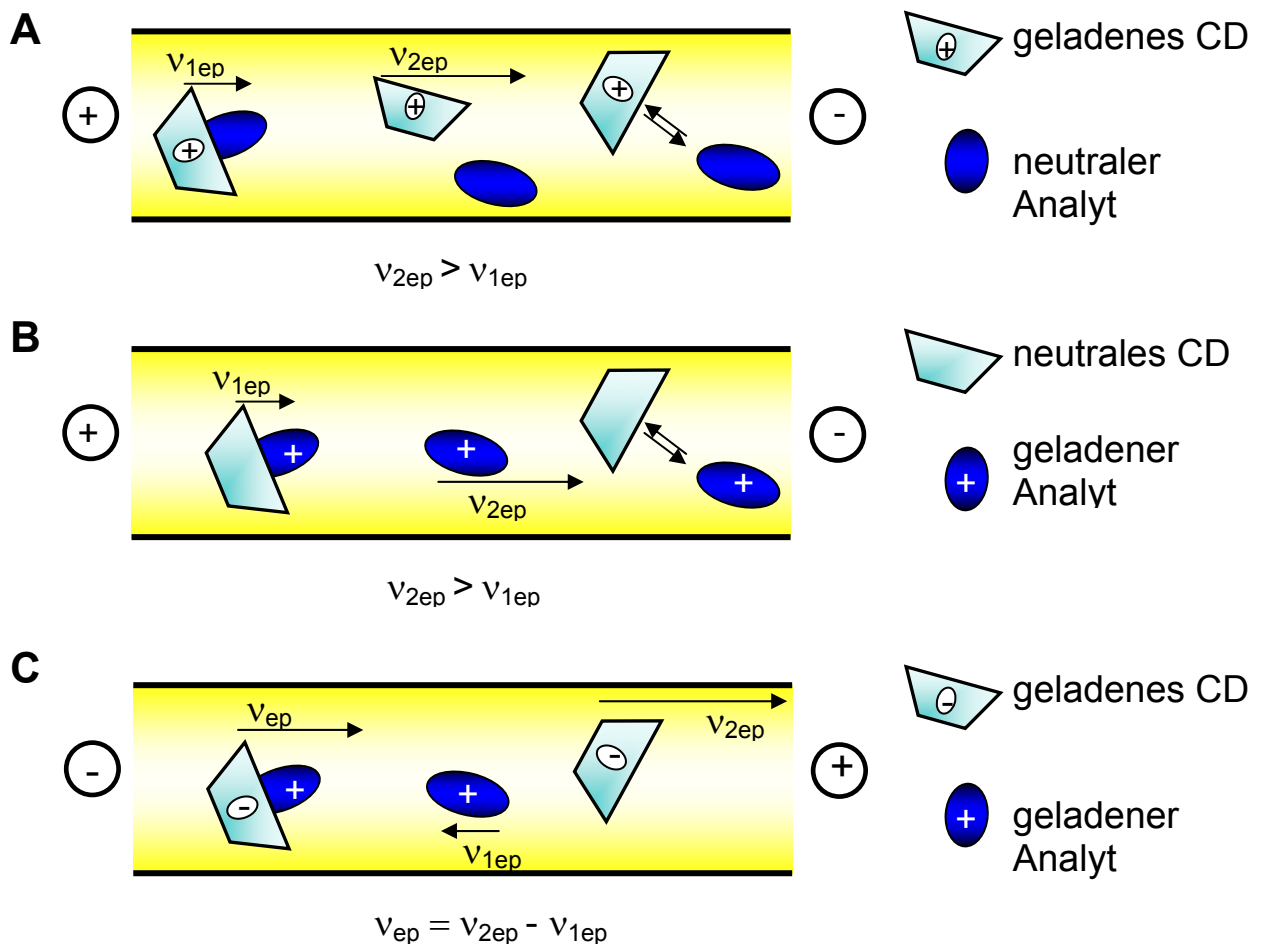 A
ν1ep
ν2ep
+
+
+
+
-
geladenes CD
+
neutraler
Analyt
ν2ep > ν1ep
B
ν1ep
+
+
+
ν2ep
+
-
neutrales CD
geladener
+
Analyt
ν2ep > ν1ep
C
νep
ν2ep
-
-
+
+
ν1ep
-
+
geladenes CD
-
geladener
+
Analyt
νep = ν2ep - ν1ep